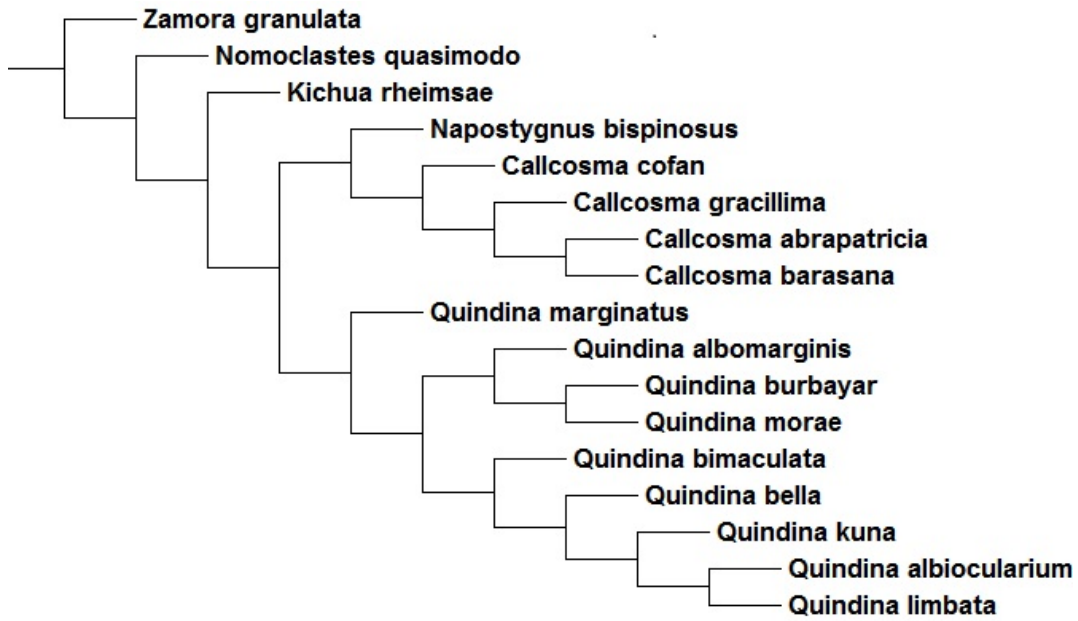 Zamora granulata
Nomoclastes quasimodo
Kichua rheimsae
Napostygnus bispinosus
Callcosma cofan
Callcosma gracillima
Callcosma abrapatricia
Callcosma barasana
Quindina marginatus
Quindina albomarginis
Quindina burbayar
Quindina morae
Quindina bimaculata
Quindina bella
Quindina kuna
Quindina albiocularium
Quindina limbata